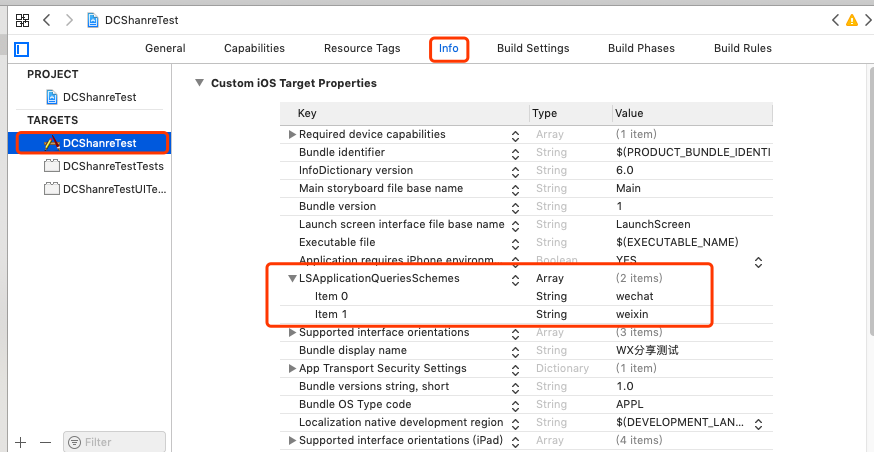 DCShanreTest
General Capabilities Resource Tags Info Build Settings Build Phases Build Rules
PROJECT
DCShanreTest
TARGETS
DCShanreTest
DCShanreTestTests
DCShanreTestUITe...
Filter
Custom iOS Target Properties
Key Type Value
Required device capabilities Array (1 item)
Bundle identifier String $(PRODUCT_BUNDLE_IDENTI
InfoDictionary version String 6.0
Main storyboard file base name String Main
Bundle version String 1
Launch screen interface file base name String LaunchScreen
Executable file String $(EXECUTABLE_NAME)
Application requires iPhone environm Boolean YES
LSApplicationQueriesSchemes Array (2 items)
Item 0 String wechat
Item 1 String weixin
Supported interface orientations Array (3 items)
Bundle display name String WX分享测试
App Transport Security Settings Dictionary (1 item)
Bundle versions string, short String 1.0
Bundle OS Type code String APPL
Localization native development region String $(DEVELOPMENT_LAN...
Supported interface orientations (iPad) Array (4 items)